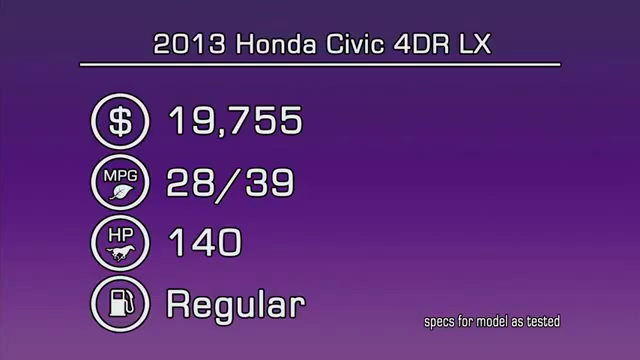 2013 Honda Civic 4DR LX
$ 19,755
MPG 28/39
HP 140
Regular
specs for model as tested